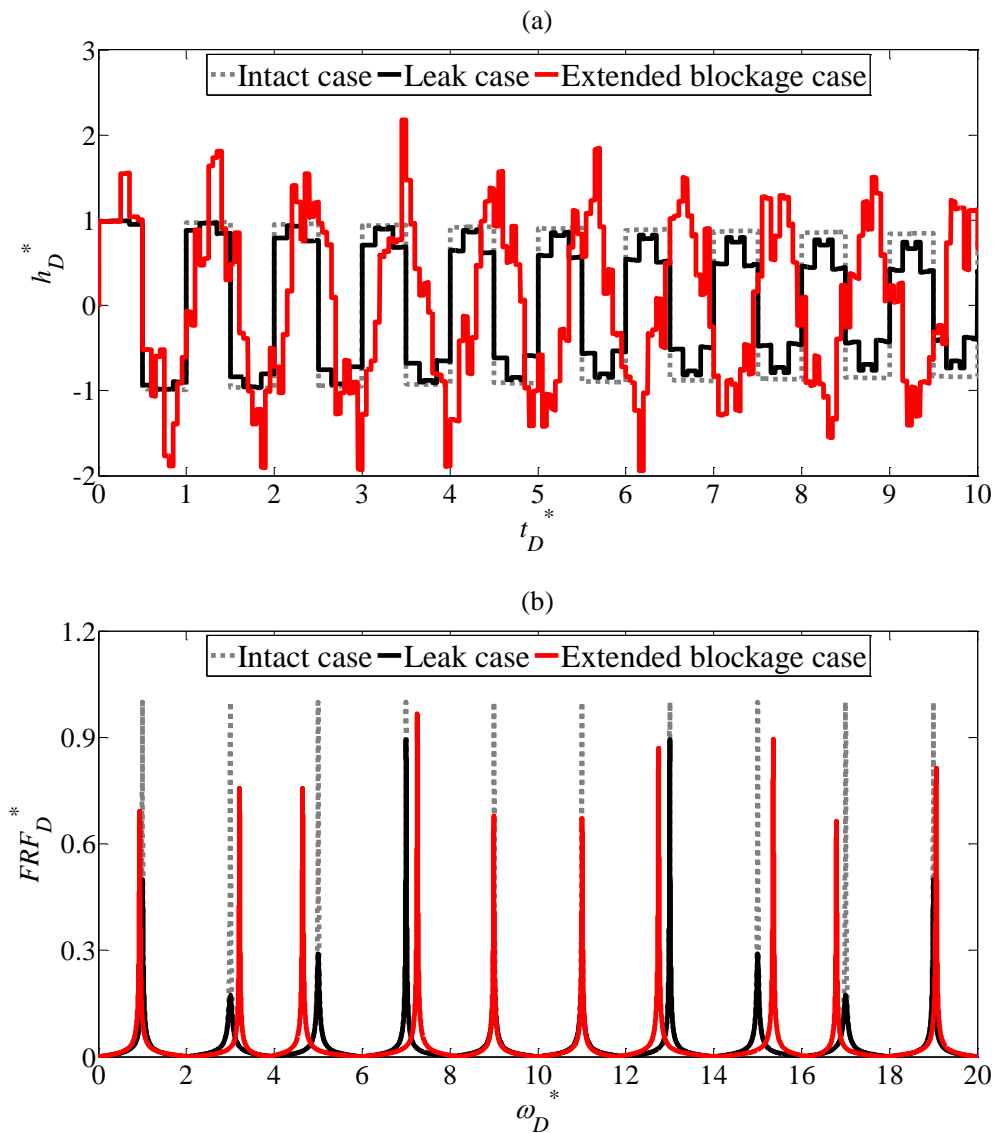 (a)
Intact case Leak case Extended blockage case
3
2
1
0
-1
-2
h_D^*
0 1 2 3 4 5 6 7 8 9 10
t_D^*
(b)
Intact case Leak case Extended blockage case
1.2
0.9
0.6
0.3
0
FRF_D^*
0 2 4 6 8 10 12 14 16 18 20
ω_D^*